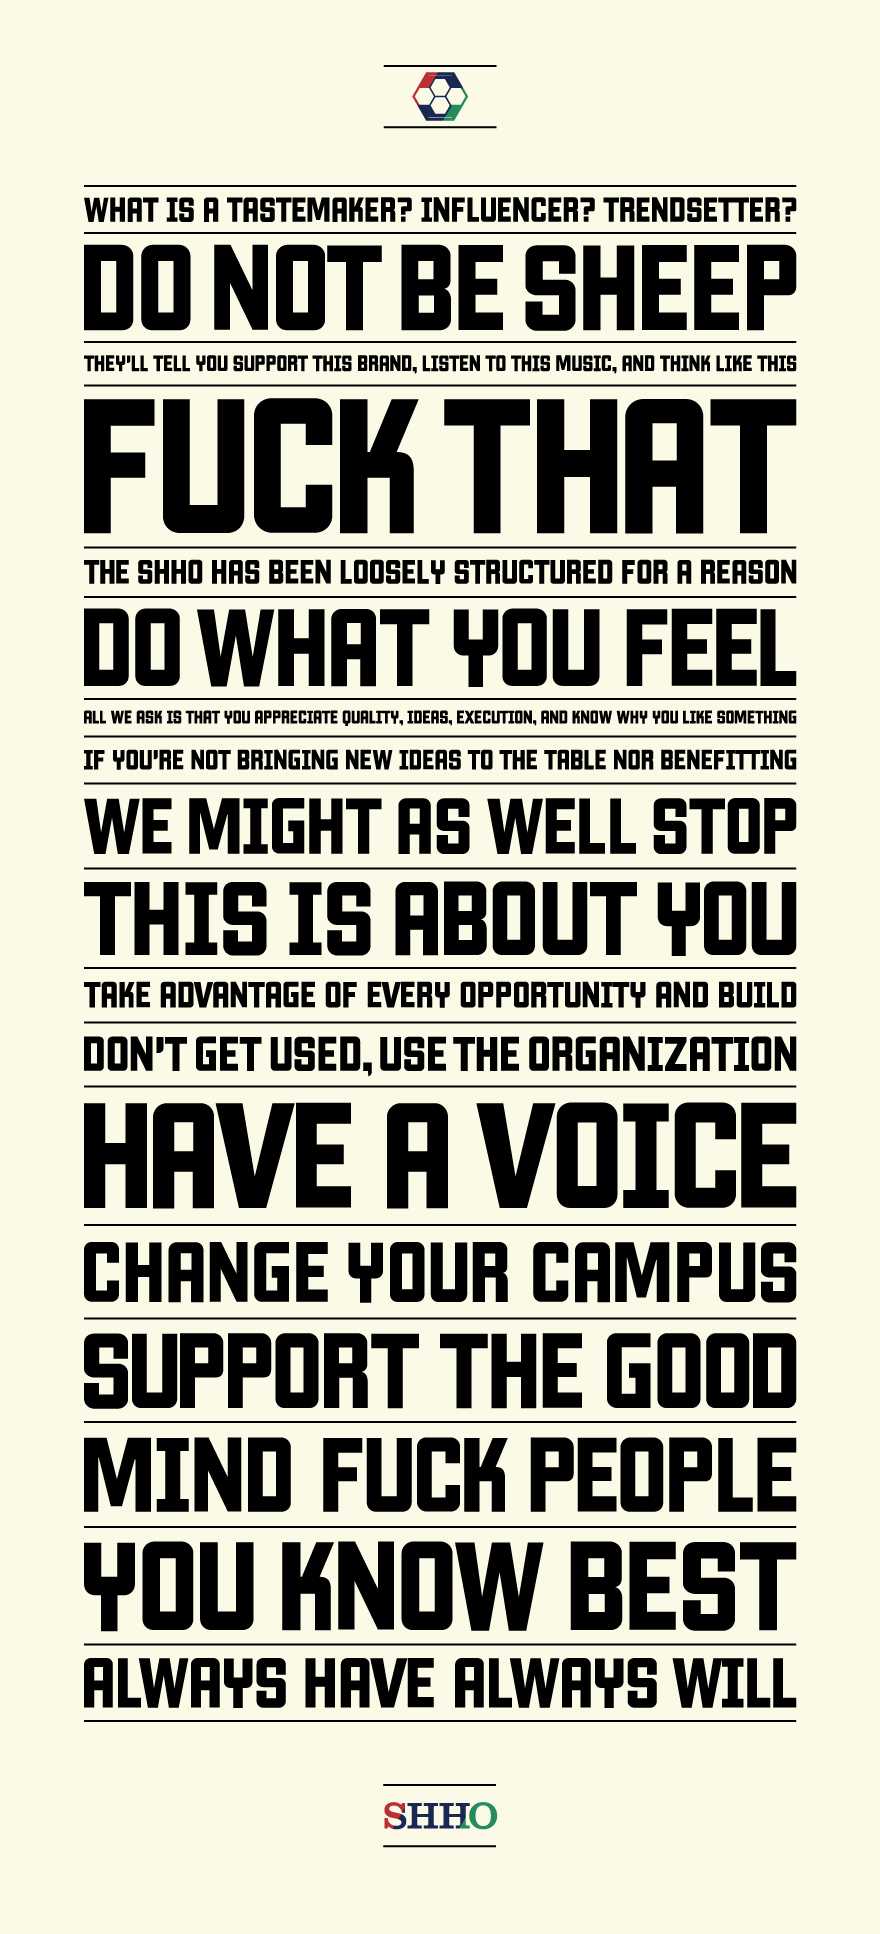 WHAT IS A TASTEMAKER? INFLUENCER? TRENDSETTER?
DO NOT BE SHEEP
THEY'LL TELL YOU SUPPORT THIS BRAND, LISTEN TO THIS MUSIC, AND THINK LIKE THIS
FUCK THAT
THE SHHO HAS BEEN LOOSELY STRUCTURED FOR A REASON
DO WHAT YOU FEEL
ALL WE ASK IS THAT YOU APPRECIATE QUALITY, IDEAS, EXECUTION, AND KNOW WHY YOU LIKE SOMETHING
IF YOU'RE NOT BRINGING NEW IDEAS TO THE TABLE NOR BENEFITTING
WE MIGHT AS WELL STOP
THIS IS ABOUT YOU
TAKE ADVANTAGE OF EVERY OPPORTUNITY AND BUILD
DON'T GET USED, USE THE ORGANIZATION
HAVE A VOICE
CHANGE YOUR CAMPUS
SUPPORT THE GOOD
MIND FUCK PEOPLE
YOU KNOW BEST
ALWAYS HAVE ALWAYS WILL
SHHO